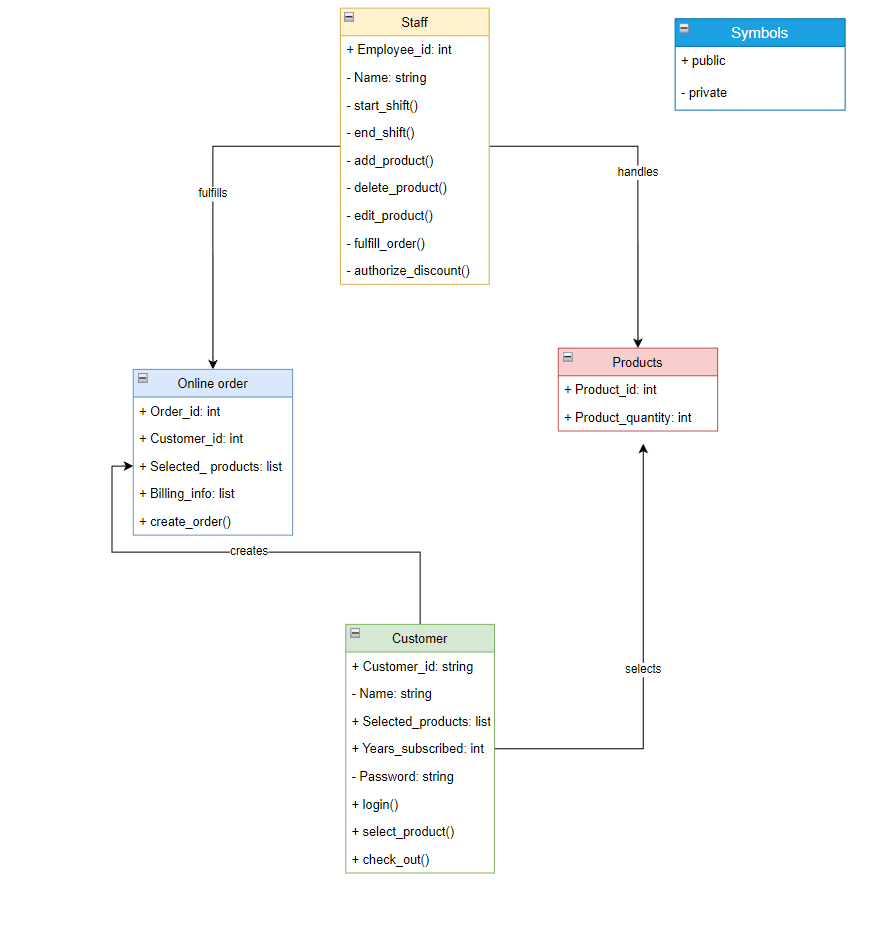 Staff
+ Employee_id: int
- Name: string
- start_shift()
- end_shift()
- add_product()
- delete_product()
- edit_product()
- fulfill_order()
- authorize_discount()
Symbols
+ public
- private
fulfills
handles
Online order
+ Order_id: int
+ Customer_id: int
+ Selected_ products: list
+ Billing_info: list
+ create_order()
Products
+ Product_id: int
+ Product_quantity: int
creates
selects
Customer
+ Customer_id: string
- Name: string
+ Selected_products: list
+ Years_subscribed: int
- Password: string
+ login()
+ select_product()
+ check_out()